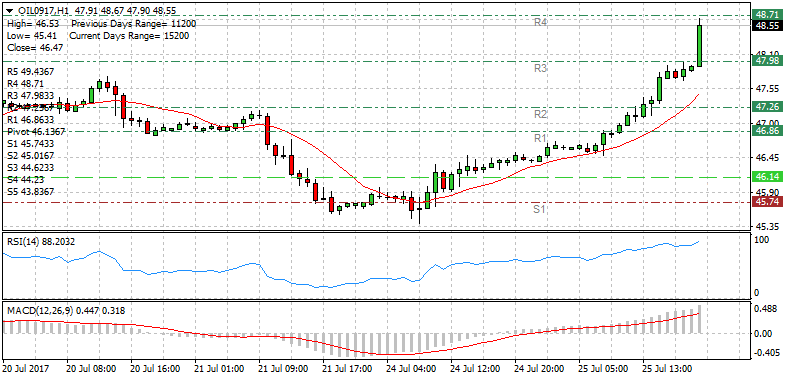 OIL0917,H1 47.91 48.67 47.90 48.55
High= 46.53 Previous Days Range= 11200
Low= 45.41 Current Days Range= 15200
Close= 46.47
R5 49.4367
R4 48.71
R3 47.9833
R2 47.2567
R1 46.8633
Pivot 46.1367
S1 45.7433
S2 45.0167
S3 44.6233
S4 44.23
S5 43.8367
R4
R3
R2
R1
S1
48.71
48.55
48.10
47.98
47.55
47.26
47.00
46.86
46.45
46.14
45.90
45.74
45.35
RSI(14) 88.2032
100
0
MACD(12,26,9) 0.447 0.318
0.488
0.00
-0.405
20 Jul 2017
20 Jul 08:00
20 Jul 16:00
21 Jul 01:00
21 Jul 09:00
21 Jul 17:00
24 Jul 04:00
24 Jul 12:00
24 Jul 20:00
25 Jul 05:00
25 Jul 13:00